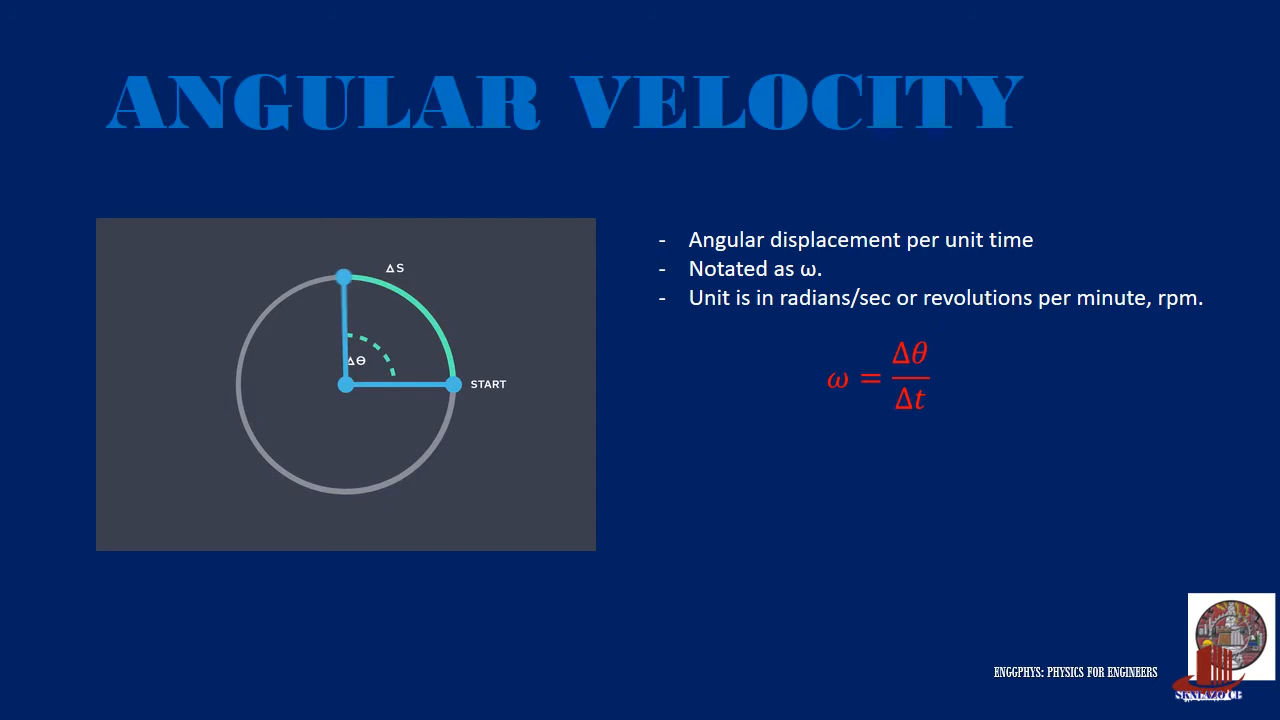 ANGULAR VELOCITY
ΔS
ΔΘ
START
- Angular displacement per unit time
- Notated as ω.
- Unit is in radians/sec or revolutions per minute, rpm.
ω = Δθ/Δt
ENGGPHYS: PHYSICS FOR ENGINEERS